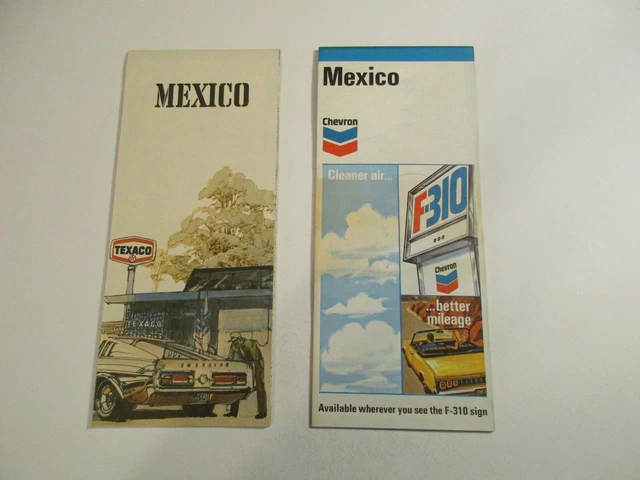 MEXICO
TEXACO
TEXACO
Mexico
Chevron
Cleaner air...
F-310
Chevron
...better
mileage
Available wherever you see the F-310 sign